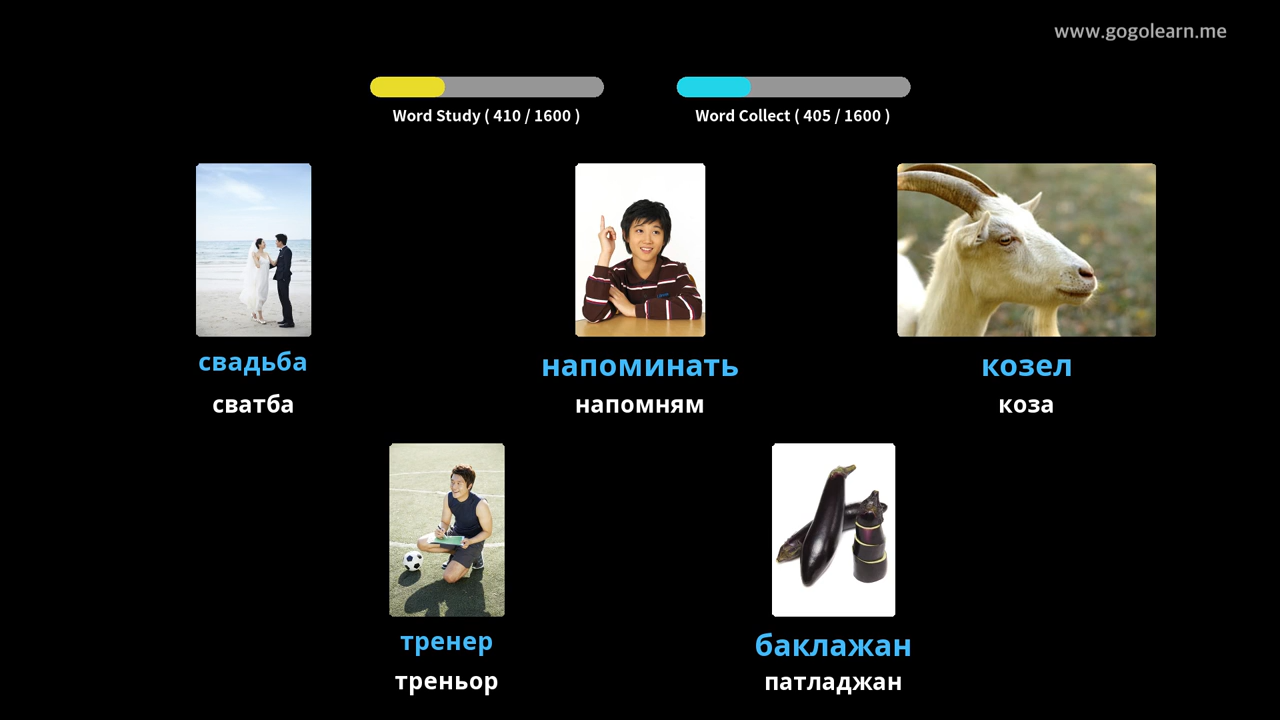 www.gogolearn.me
Word Study ( 410 / 1600 )
Word Collect ( 405 / 1600 )
свадьба
сватба
напоминать
напомням
козел
коза
тренер
треньор
баклажан
патладжан